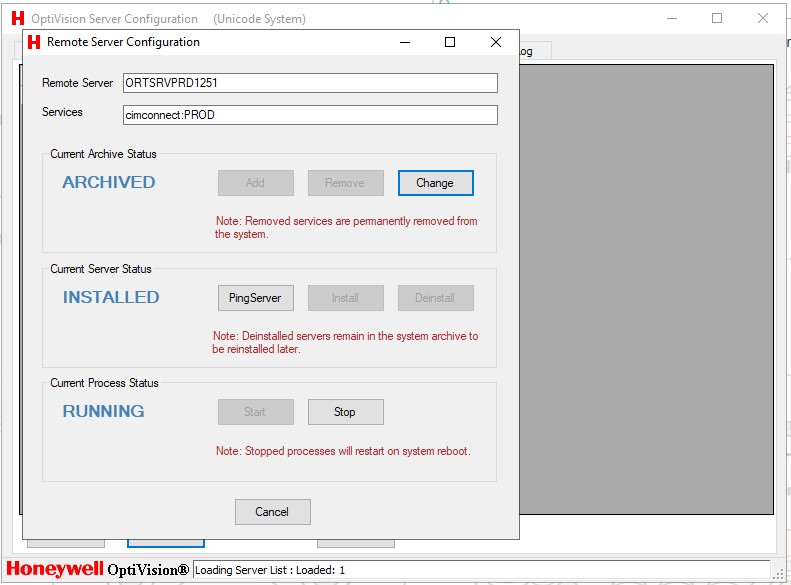 H OptiVision Server Configuration (Unicode System)
H Remote Server Configuration
Log
Remote Server ORTSRVPRD1251
Services cimconnect:PROD
Current Archive Status
ARCHIVED Add Remove Change
Note: Removed services are permanently removed from
the system.
Current Server Status
INSTALLED PingServer Install Deinstall
Note: Deinstalled servers remain in the system archive to
be reinstalled later.
Current Process Status
RUNNING Start Stop
Note: Stopped processes will restart on system reboot.
Cancel
Honeywell OptiVision® Loading Server List : Loaded: 1